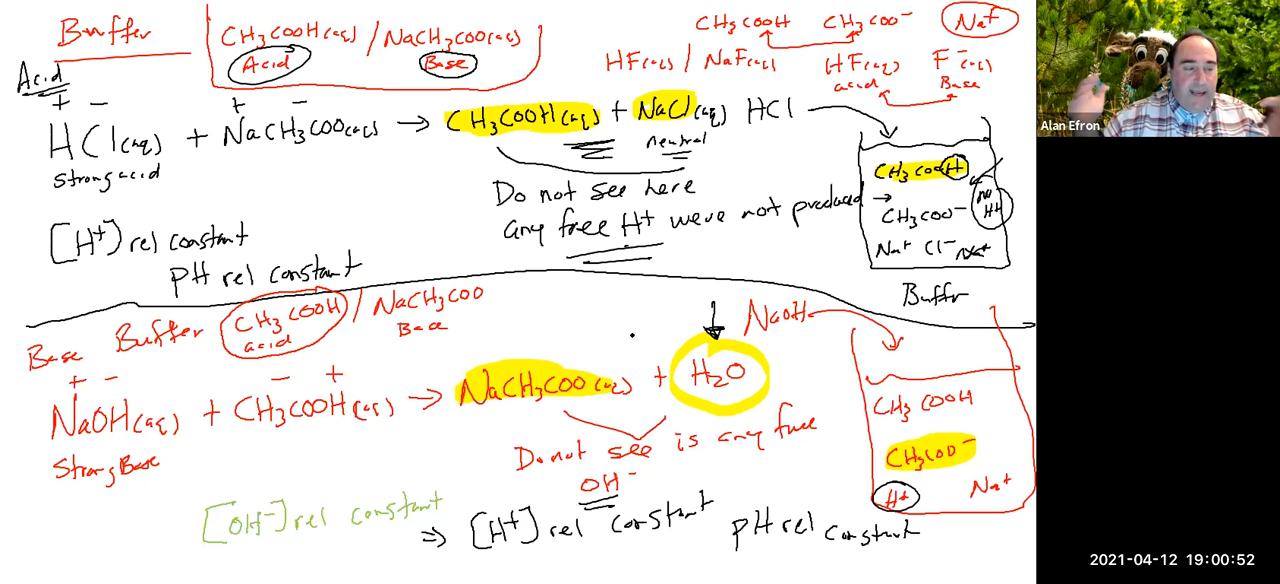 Buffer
CH3COOH(aq) / NaCH3COO(aq)
Acid Base
CH3COOH CH3COO- Na+
HF(aq) / NaF(aq) HF(aq) F-(aq)
acid Base
Acid
+ - + -
HCl(aq) + NaCH3COO(aq) → CH3COOH(aq) + NaCl(aq) HCl
Strong acid
neutral
Alan Efron
CH3COOH
Do not see here
any free H+ were not produced →
no H+
CH3COO-
Na+ Cl- Na+
Buffr
[H+] rel constant
pH rel constant
Base Buffer CH3COOH / NaCH3COO
acid Base
NaOH
+ - - +
NaOH(aq) + CH3COOH(aq) → NaCH3COO(aq) + H2O
Strong Base
CH3COOH
CH3COO-
H+ Na+
Do not see is any free
OH-
[OH-] rel constant
⇒ [H+] rel constant pH rel constant
2021-04-12 19:00:52